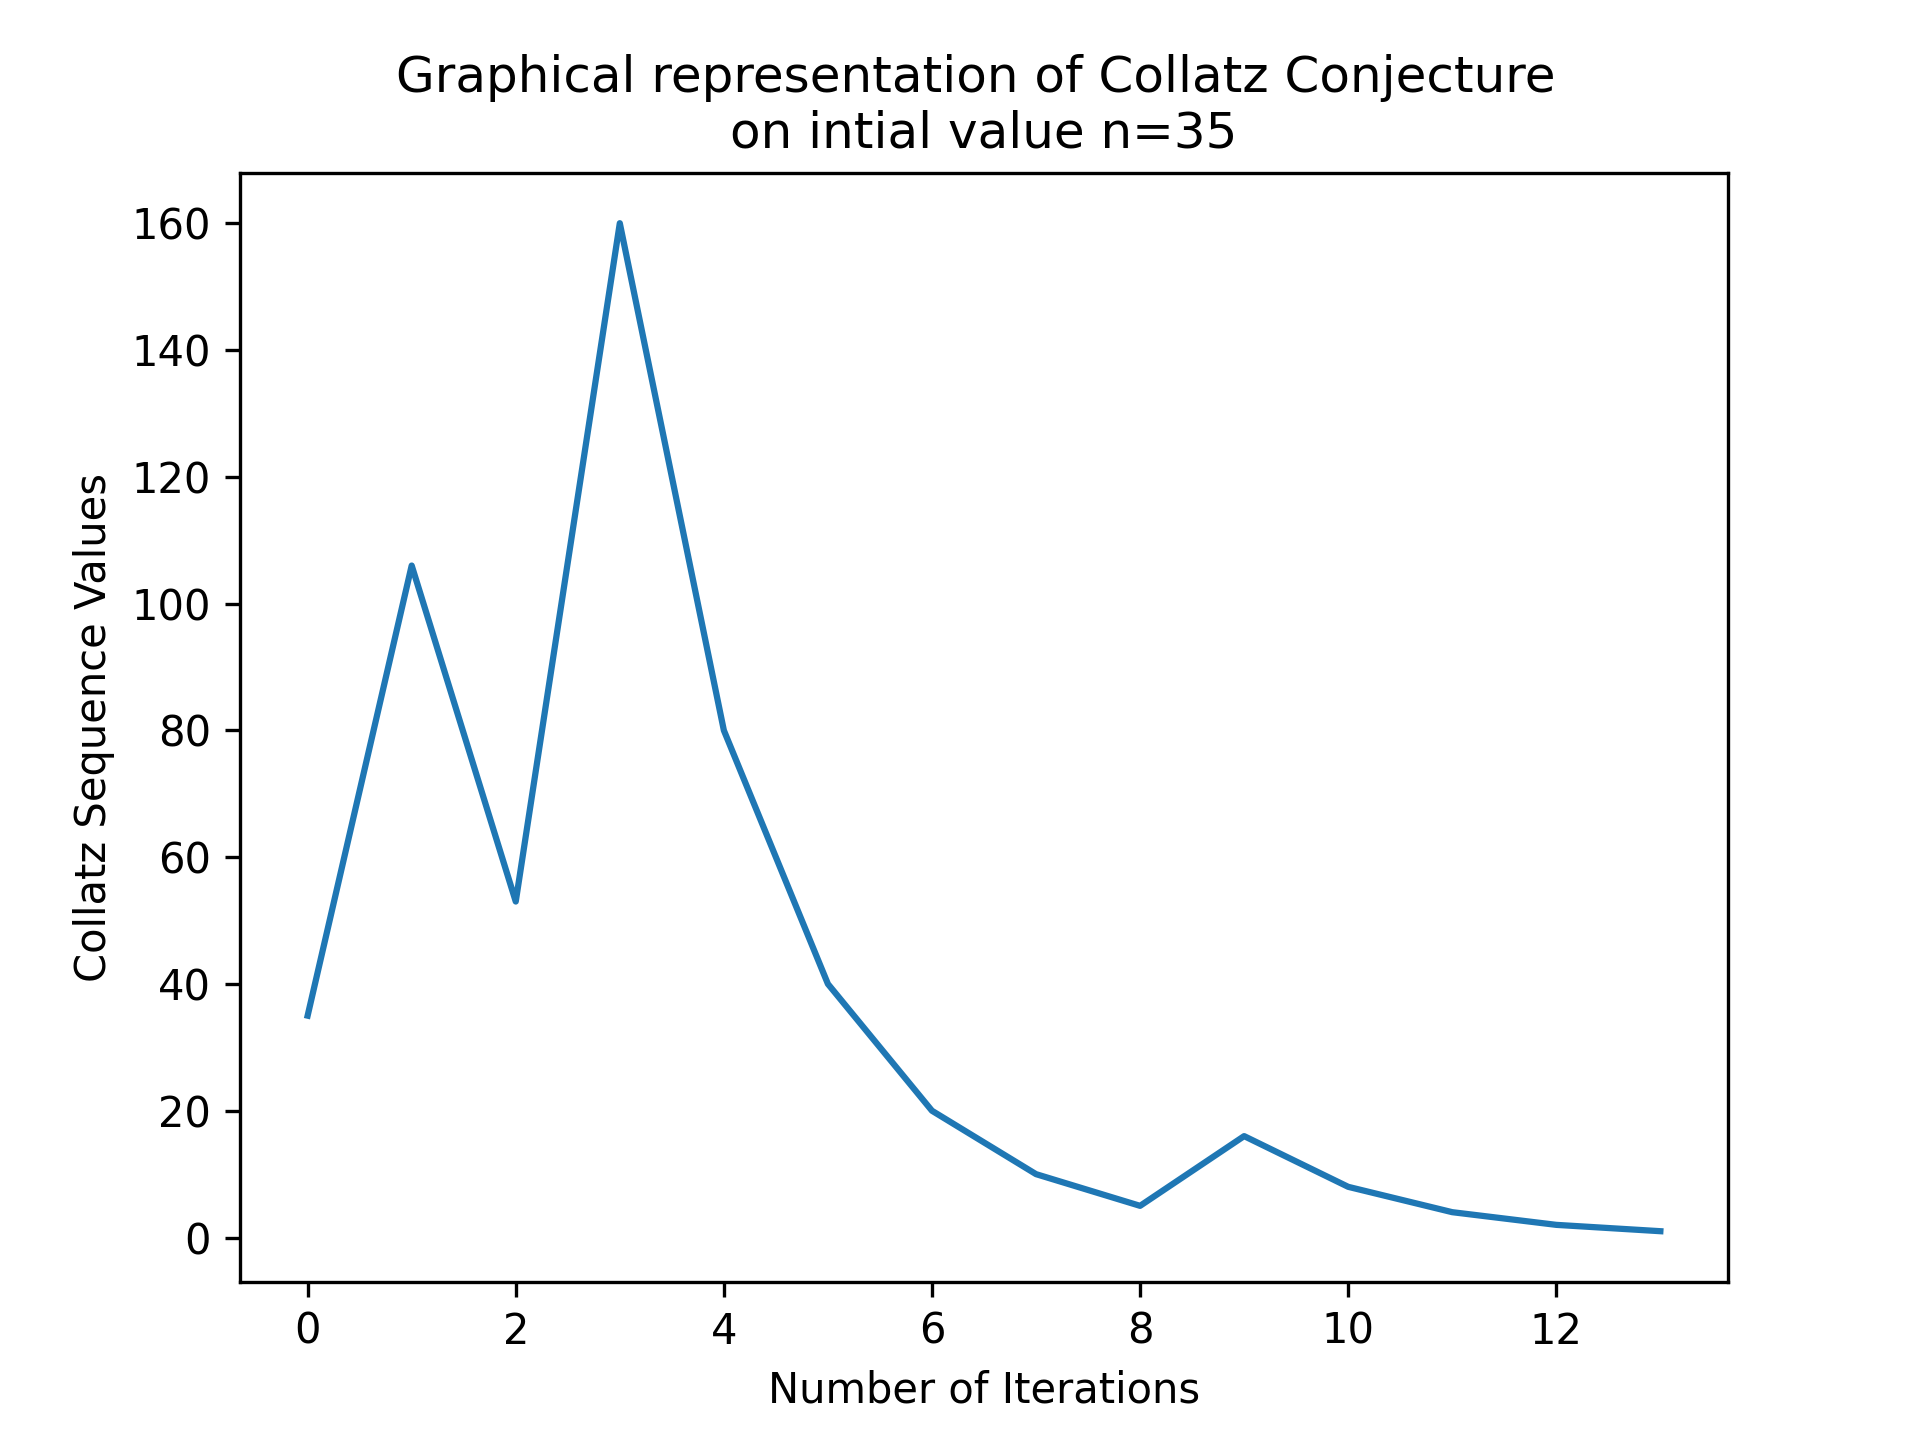 Graphical representation of Collatz Conjecture
on intial value n=35
160
140
120
100
80
60
40
20
0
Collatz Sequence Values
0 2 4 6 8 10 12
Number of Iterations